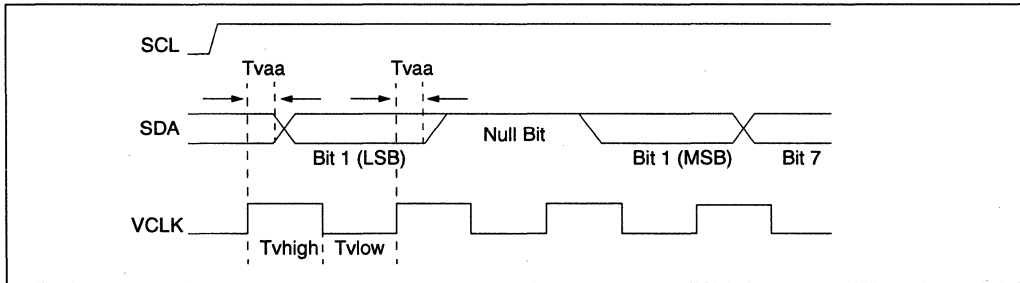 SCL
Tvaa Tvaa
SDA
Null Bit
Bit 1 (LSB) Bit 1 (MSB) Bit 7
VCLK
Tvhigh Tvlow